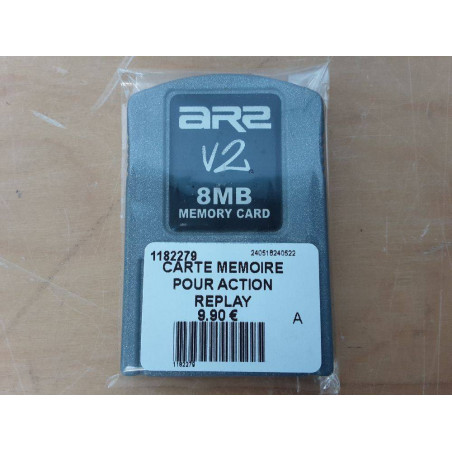 AR2
V2
8MB
MEMORY CARD
1182279
240518240522
CARTE MEMOIRE
POUR ACTION
REPLAY
9.90 €
A
1182279